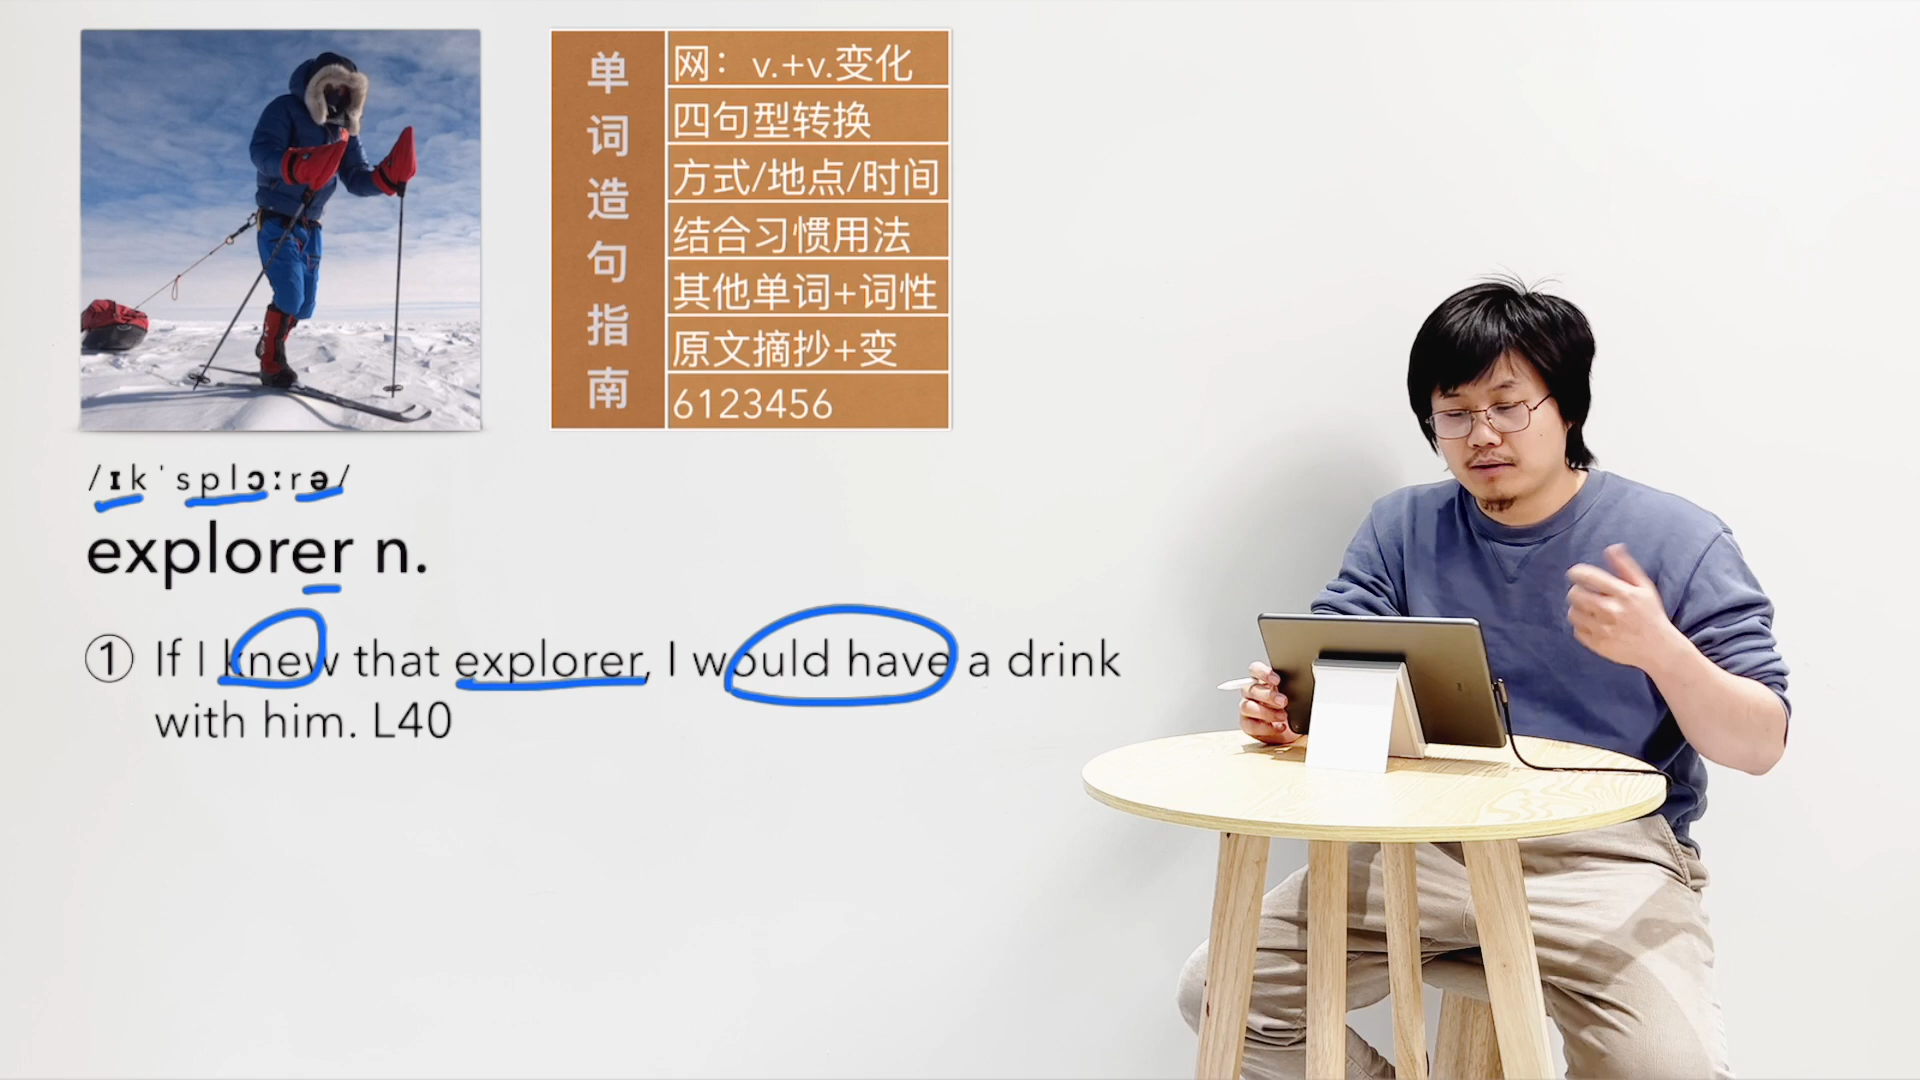 单词造句指南
网：v.+v.变化
四句型转换
方式/地点/时间
结合习惯用法
其他单词+词性
原文摘抄+变
6123456
/ɪkˈsplɔːrə/
explorer n.
① If I knew that explorer, I would have a drink
with him. L40